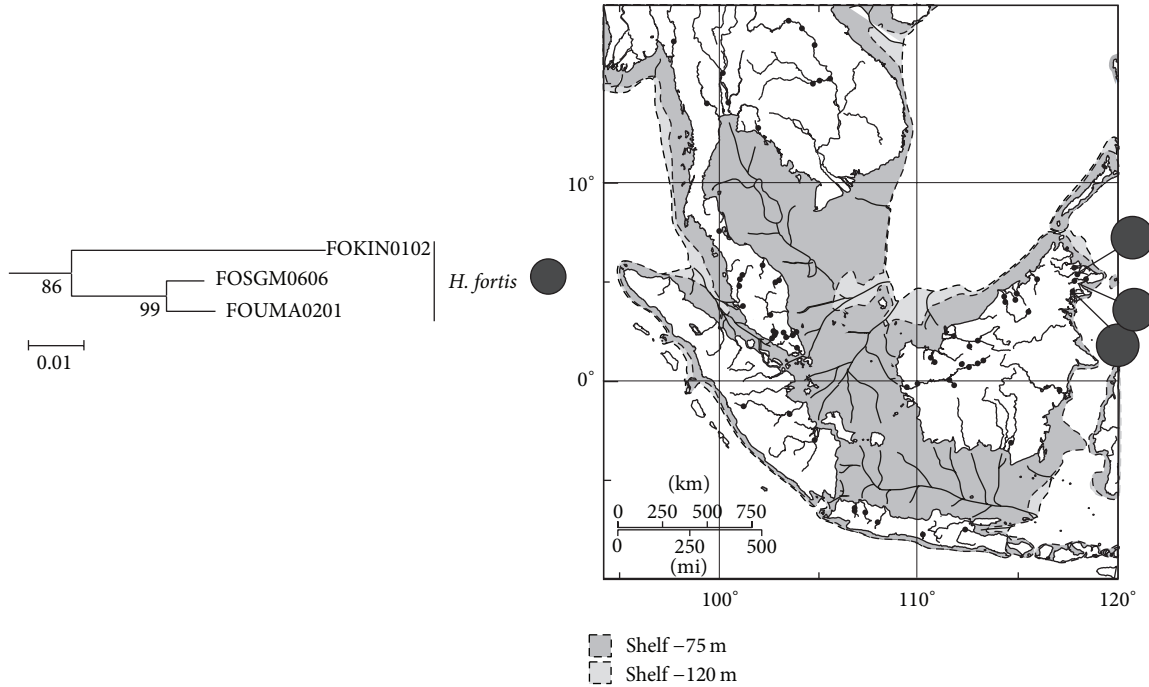 FOKIN0102
86
FOSGM0606
H. fortis
99
FOUMA0201
0.01
10°
0°
(km)
0 250 500 750
0 250 500
(mi)
100° 110° 120°
Shelf −75 m
Shelf −120 m